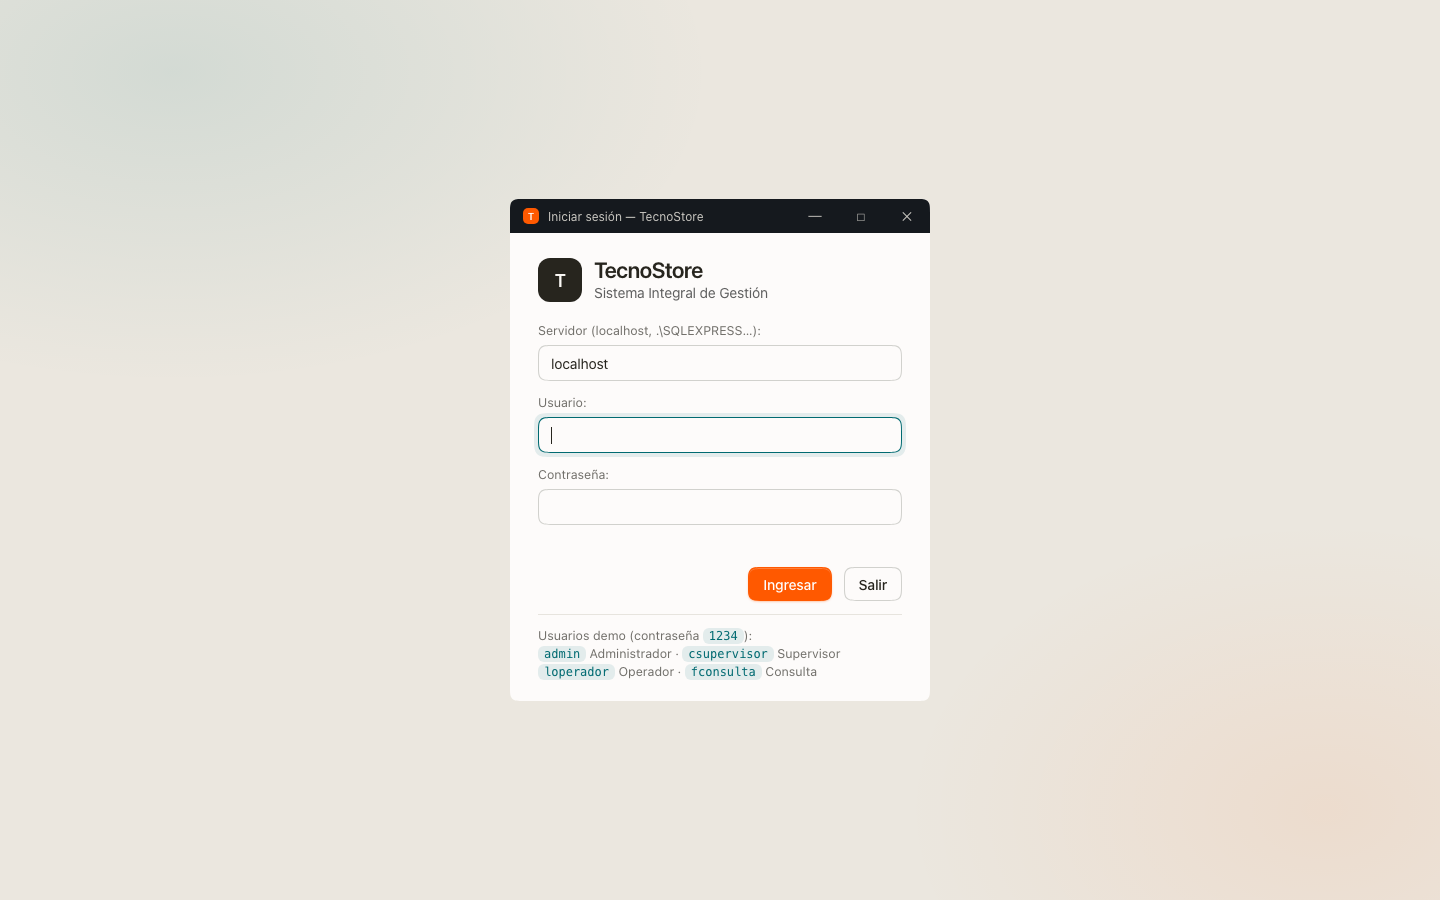 T Iniciar sesión — TecnoStore
T
TecnoStore
Sistema Integral de Gestión
Servidor (localhost, .\SQLEXPRESS...):
localhost
Usuario:
Contraseña:
Ingresar Salir
Usuarios demo (contraseña 1234 ):
admin Administrador · csupervisor Supervisor
loperador Operador · fconsulta Consulta